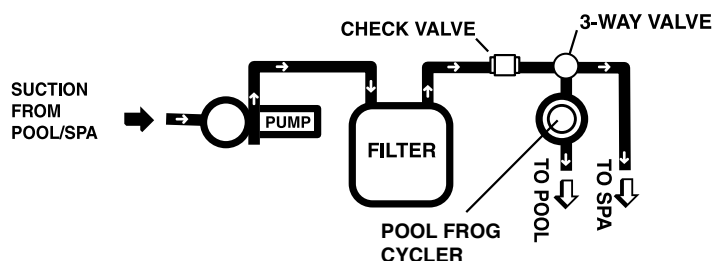 CHECK VALVE
3-WAY VALVE
SUCTION
FROM
POOL/SPA
PUMP
FILTER
TO POOL
TO SPA
POOL FROG
CYCLER